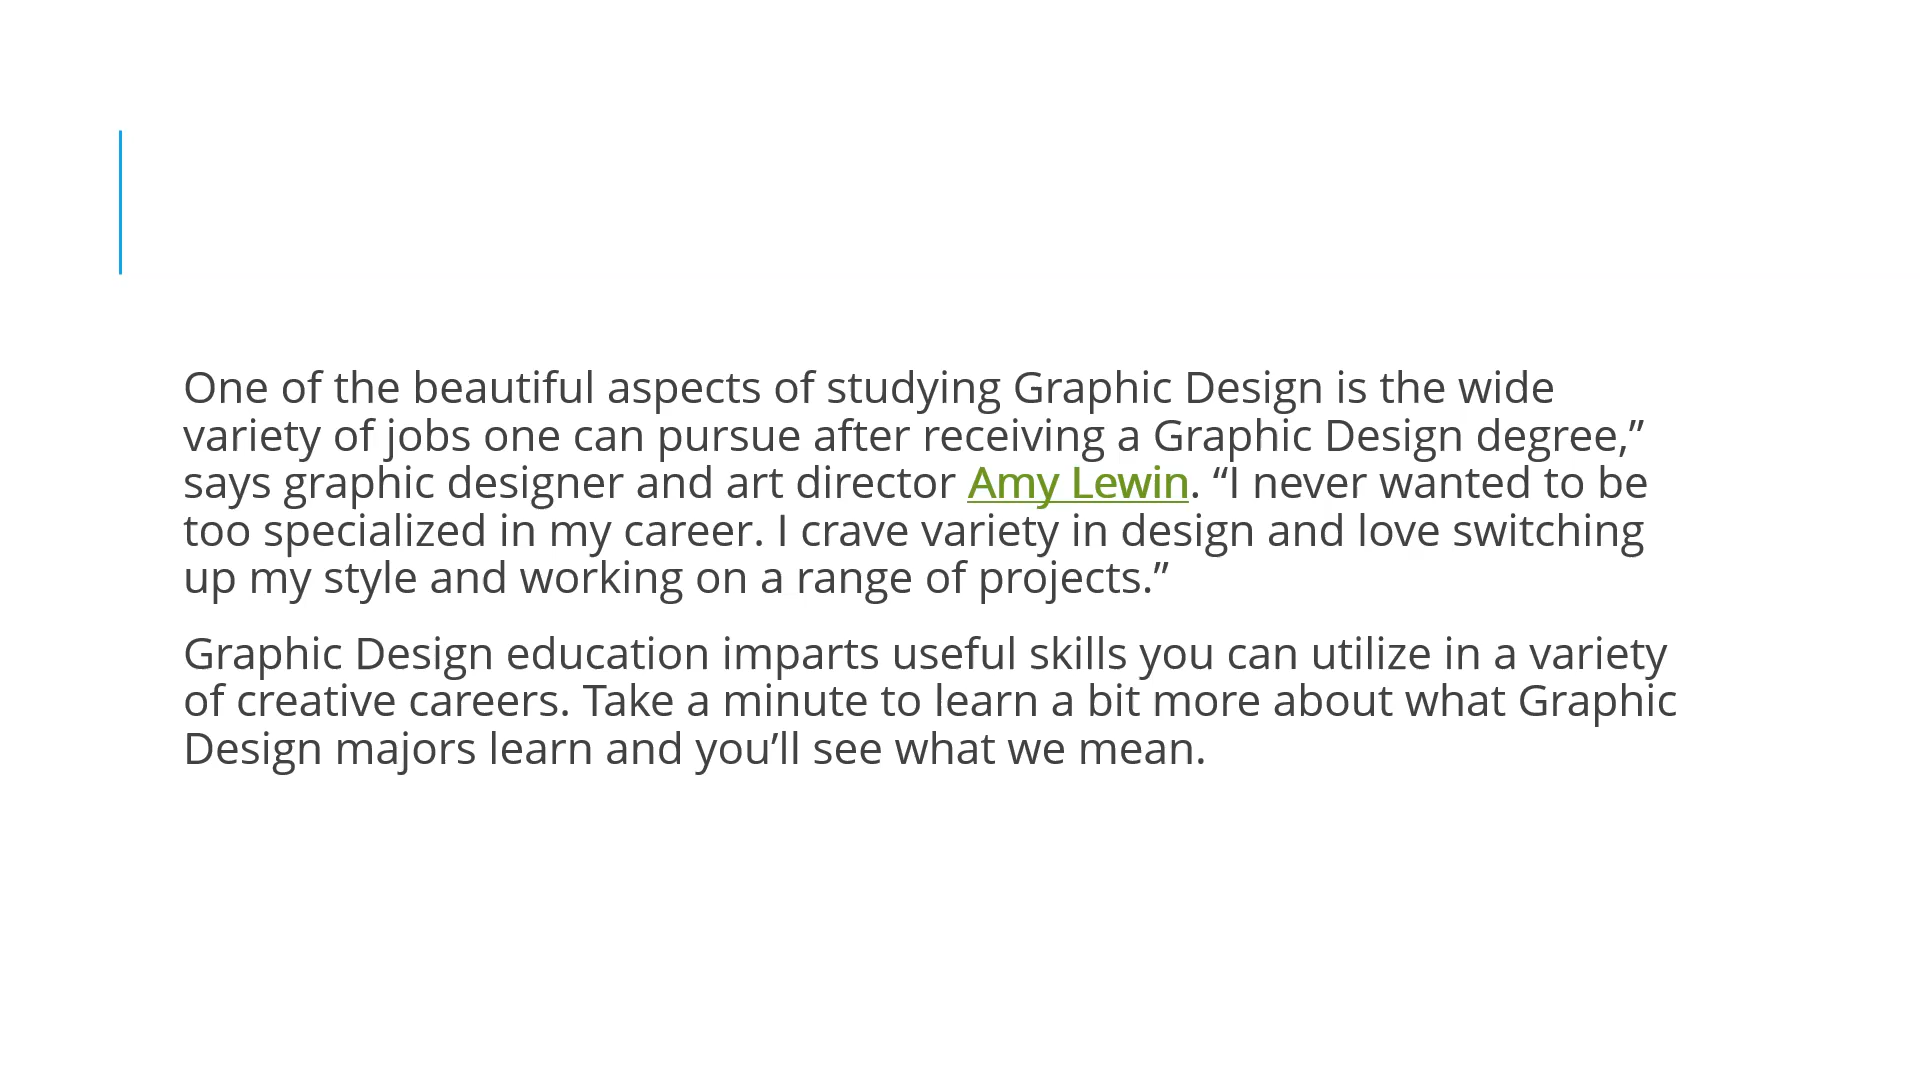 One of the beautiful aspects of studying Graphic Design is the wide
variety of jobs one can pursue after receiving a Graphic Design degree,”
says graphic designer and art director Amy Lewin. “I never wanted to be
too specialized in my career. I crave variety in design and love switching
up my style and working on a range of projects.”
Graphic Design education imparts useful skills you can utilize in a variety
of creative careers. Take a minute to learn a bit more about what Graphic
Design majors learn and you’ll see what we mean.